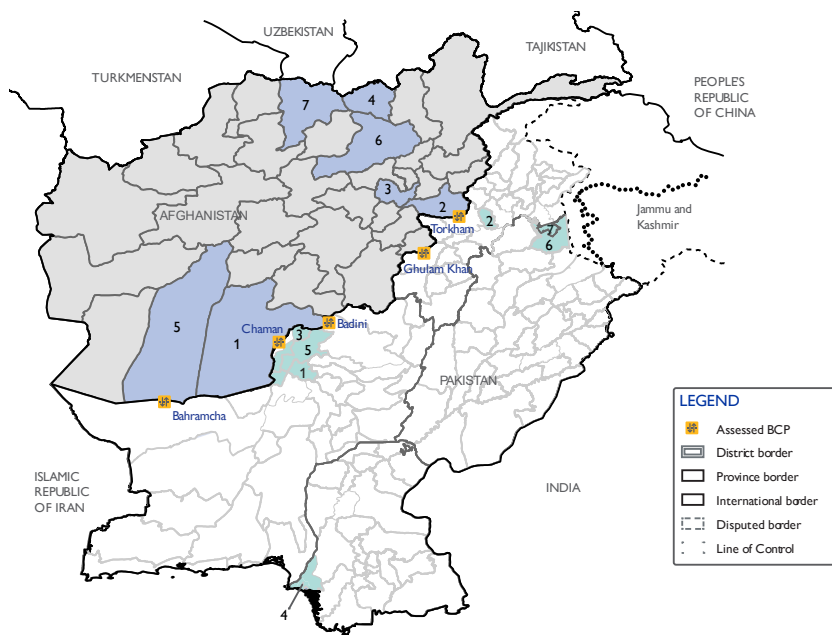 UZBEKISTAN
TAJIKISTAN
TURKMENSTAN
PEOPLE'S
REPUBLIC
OF CHINA
7
4
6
3
2
AFGHANISTAN
Torkham
2
7
6
Jammu and
Kashmir
Ghulam Khan
5
1
Chaman
Badini
3
5
1
PAKISTAN
Bahramcha
ISLAMIC
REPUBLIC
OF IRAN
INDIA
4
LEGEND
Assessed BCP
District border
Province border
International border
Disputed border
Line of Control